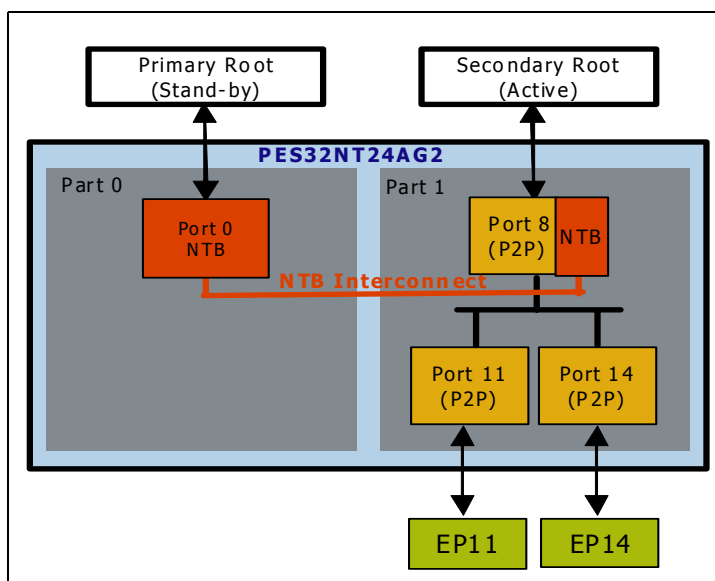 Primary Root
(Stand-by)
Secondary Root
(Active)
PES32NT24AG2
Part 0
Part 1
Port 0
NTB
Port 8
(P2P)
NTB
NTB Interconnect
Port 11
(P2P)
Port 14
(P2P)
EP11
EP14